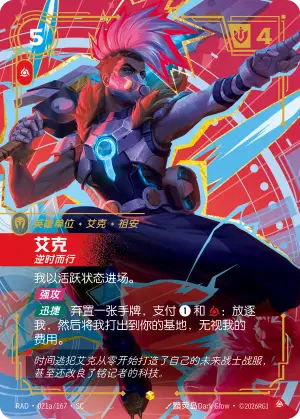 5
4
英雄单位·艾克·祖安
艾克
逆时而行
我以活跃状态进场。
强攻
迅捷 弃置一张手牌，支付1和：放逐
我，然后将我打出到你的基地，无视我的
费用。
时间逃犯艾克从零开始打造了自己的未来战士战服，
甚至还改良了铭记者的科技。
RAD · 021a/167 · SC
Dark Glow · ©2026RG1